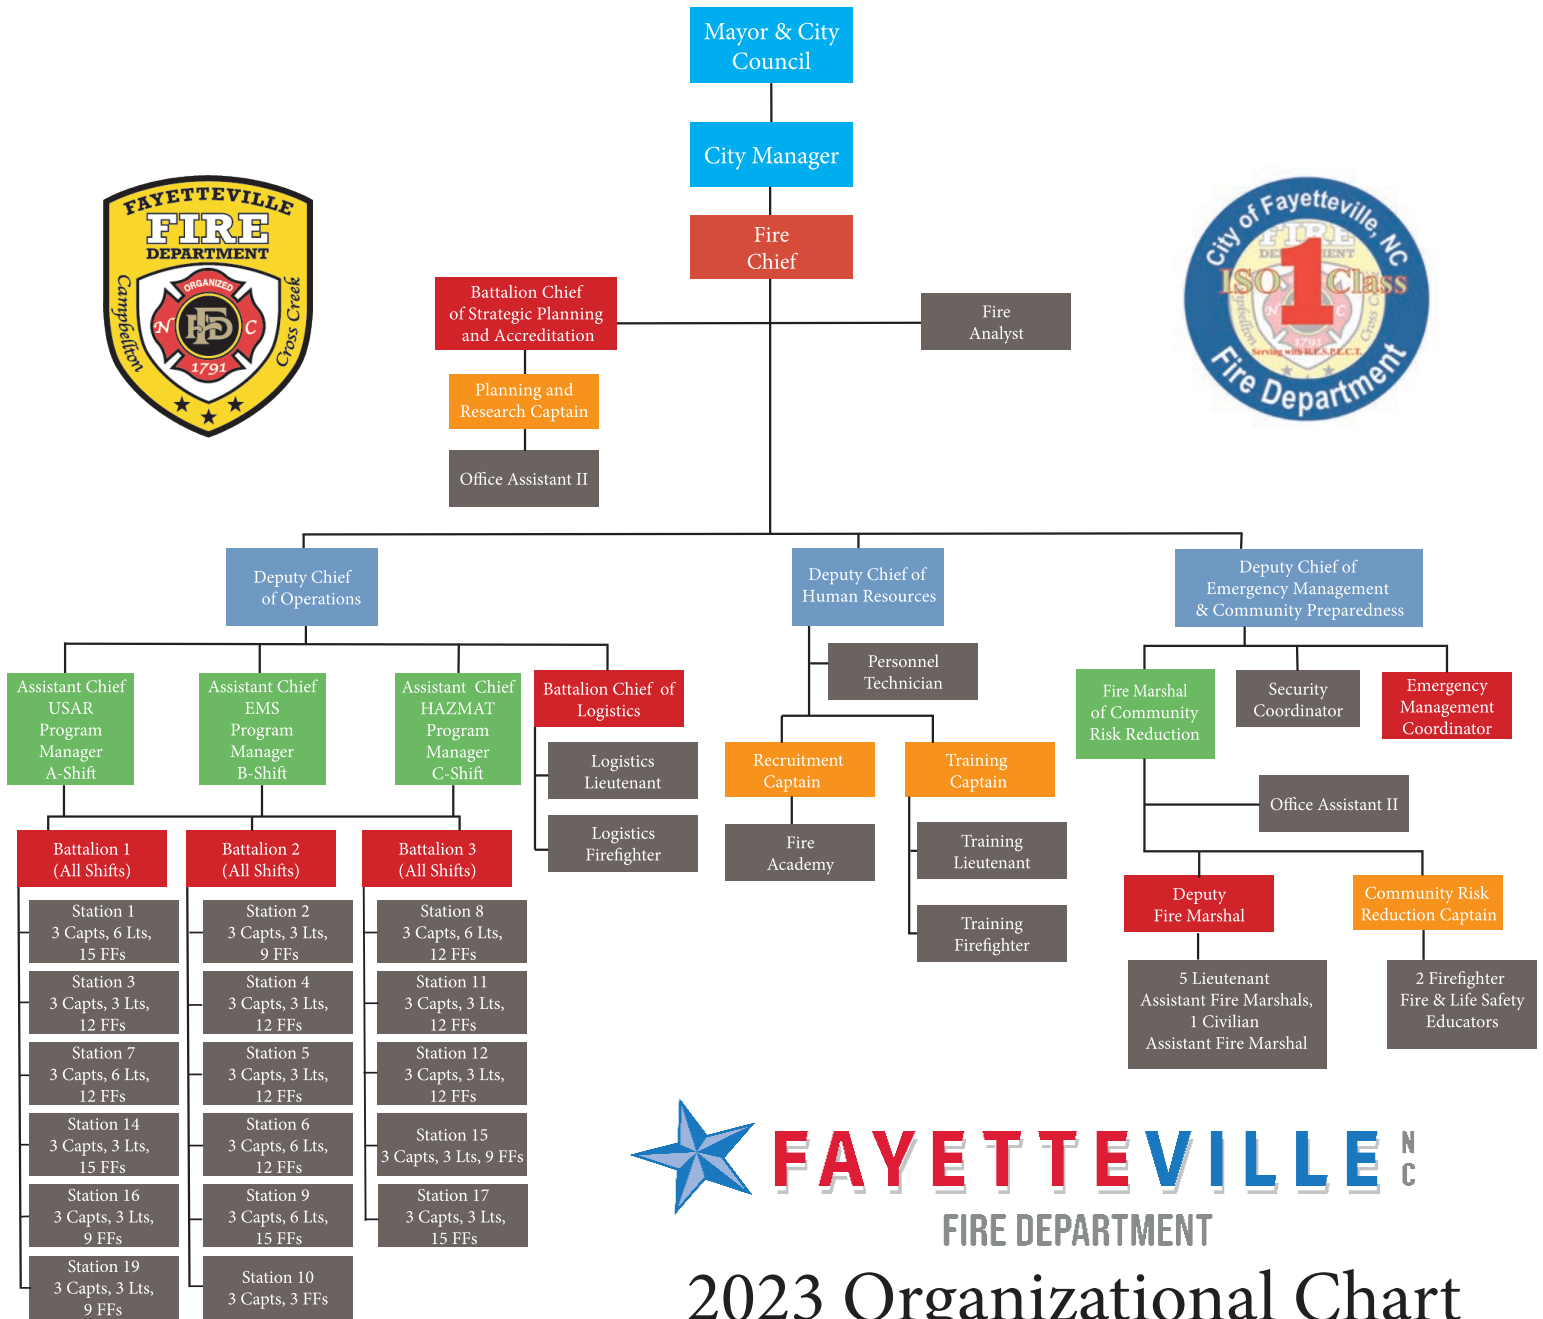 Mayor & City
Council
City Manager
Fire
Chief
FAYETTEVILLE
FIRE
DEPARTMENT
Campbellton
Cross Creek
ORGANIZED
N
C
FD
1791
City of Fayetteville, NC
FIRE
DEPARTMENT
ISO 1 Class
1791
Serving with R.E.S.P.E.C.T.
Fire Department
Battalion Chief
of Strategic Planning
and Accreditation
Fire
Analyst
Planning and
Research Captain
Office Assistant II
Deputy Chief
of Operations
Deputy Chief of
Human Resources
Deputy Chief of
Emergency Management
& Community Preparedness
Assistant Chief
USAR
Program
Manager
A-Shift
Assistant Chief
EMS
Program
Manager
B-Shift
Assistant Chief
HAZMAT
Program
Manager
C-Shift
Battalion Chief of
Logistics
Logistics
Lieutenant
Logistics
Firefighter
Personnel
Technician
Recruitment
Captain
Training
Captain
Fire
Academy
Training
Lieutenant
Training
Firefighter
Fire Marshal
of Community
Risk Reduction
Security
Coordinator
Emergency
Management
Coordinator
Office Assistant II
Deputy
Fire Marshal
Community Risk
Reduction Captain
5 Lieutenant
Assistant Fire Marshals,
1 Civilian
Assistant Fire Marshal
2 Firefighter
Fire & Life Safety
Educators
Battalion 1
(All Shifts)
Battalion 2
(All Shifts)
Battalion 3
(All Shifts)
Station 1
3 Capts, 6 Lts,
15 FFs
Station 3
3 Capts, 3 Lts,
12 FFs
Station 7
3 Capts, 6 Lts,
12 FFs
Station 14
3 Capts, 3 Lts,
15 FFs
Station 16
3 Capts, 3 Lts,
9 FFs
Station 19
3 Capts, 3 Lts,
9 FFs
Station 2
3 Capts, 3 Lts,
9 FFs
Station 4
3 Capts, 3 Lts,
12 FFs
Station 5
3 Capts, 3 Lts,
12 FFs
Station 6
3 Capts, 6 Lts,
12 FFs
Station 9
3 Capts, 6 Lts,
15 FFs
Station 10
3 Capts, 3 FFs
Station 8
3 Capts, 6 Lts,
12 FFs
Station 11
3 Capts, 3 Lts,
12 FFs
Station 12
3 Capts, 3 Lts,
12 FFs
Station 15
3 Capts, 3 Lts, 9 FFs
Station 17
3 Capts, 3 Lts,
15 FFs
FAYETTEVILLE NC
FIRE DEPARTMENT
2023 Organizational Chart